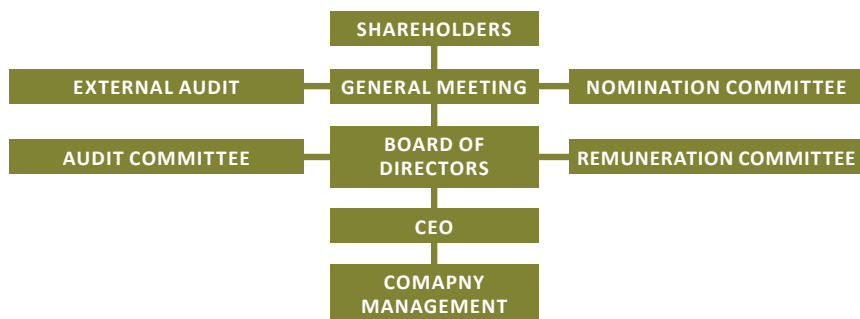 SHAREHOLDERS
EXTERNAL AUDIT
GENERAL MEETING
NOMINATION COMMITTEE
AUDIT COMMITTEE
BOARD OF
DIRECTORS
REMUNERATION COMMITTEE
CEO
COMAPNY
MANAGEMENT